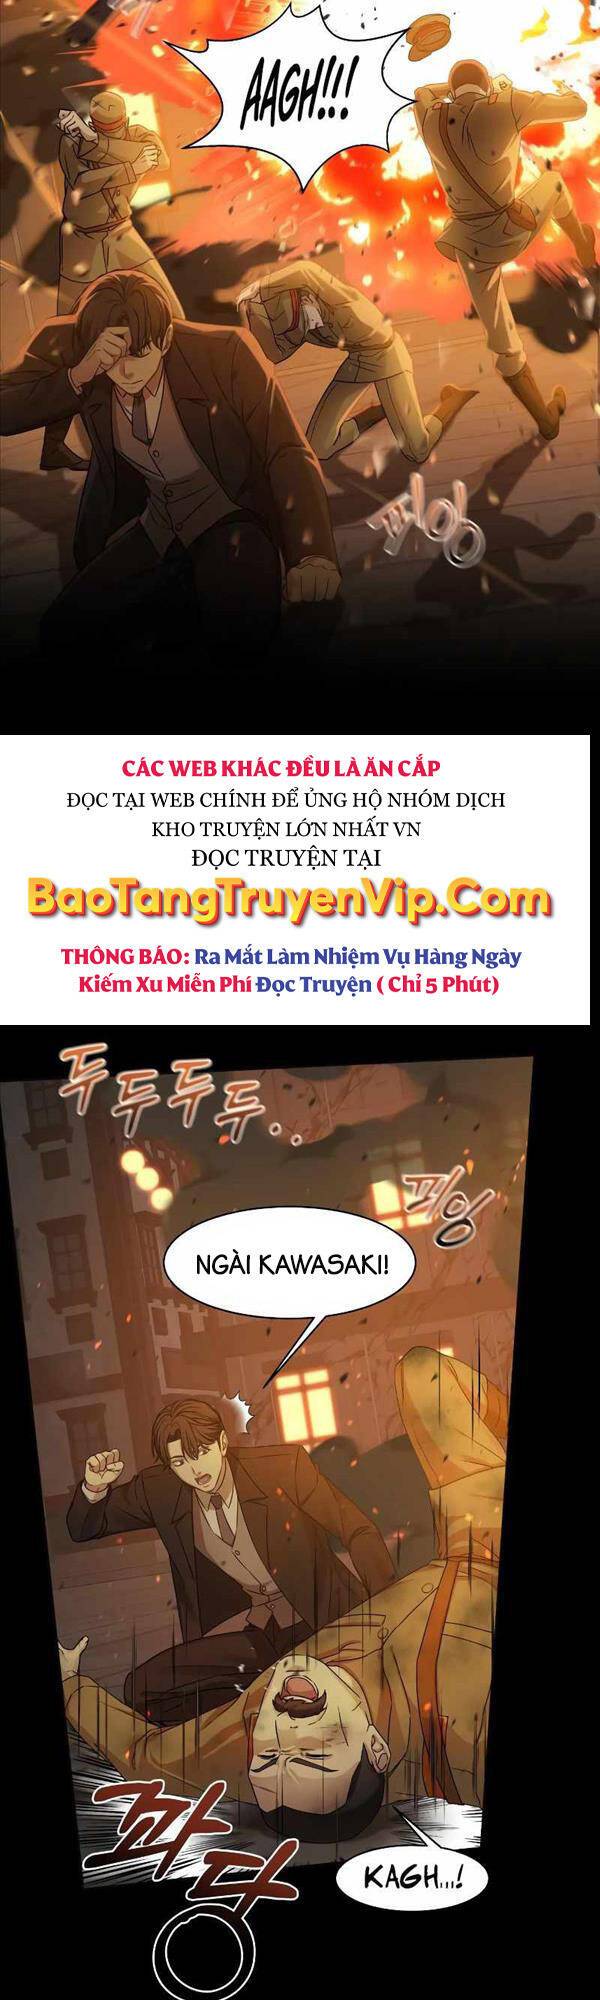 AAGH!!!
피이잉
CÁC WEB KHÁC ĐỀU LÀ ĂN CẮP
ĐỌC TẠI WEB CHÍNH ĐỂ ỦNG HỘ NHÓM DỊCH
KHO TRUYỆN LỚN NHẤT VN
ĐỌC TRUYỆN TẠI
BaoTangTruyenVip.Com
THÔNG BÁO: Ra Mắt Làm Nhiệm Vụ Hàng Ngày
Kiếm Xu Miễn Phí Đọc Truyện ( Chỉ 5 Phút)
두두두두..
피잉
NGÀI KAWASAKI!
콰당
KAGH...!